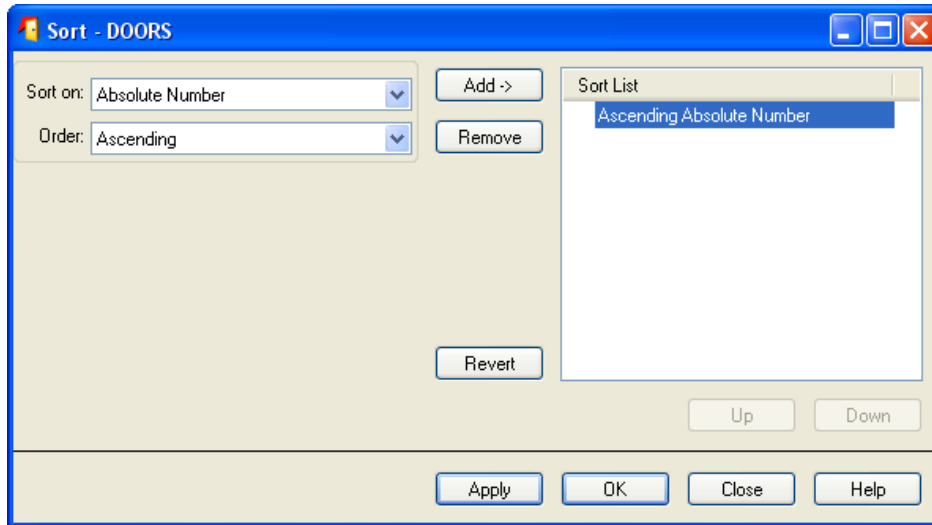 Sort - DOORS
Sort on: Absolute Number
Order: Ascending
Add ->
Remove
Revert
Sort List
Ascending Absolute Number
Up Down
Apply OK Close Help